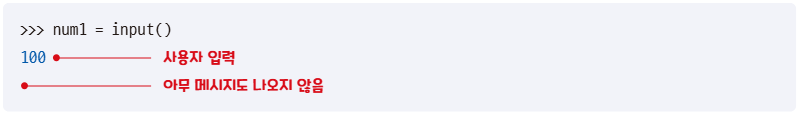 >>> num1 = input()
100 사용자 입력
아무 메시지도 나오지 않음